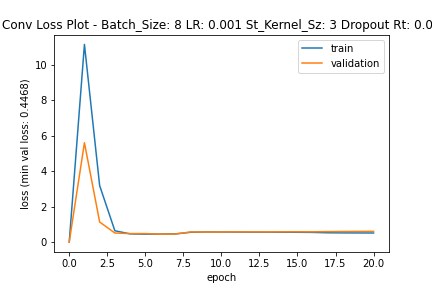 Conv Loss Plot - Batch_Size: 8 LR: 0.001 St_Kernel_Sz: 3 Dropout Rt: 0.0
train
validation
10
8
6
4
2
0
loss (min val loss: 0.4468)
0.0 2.5 5.0 7.5 10.0 12.5 15.0 17.5 20.0
epoch